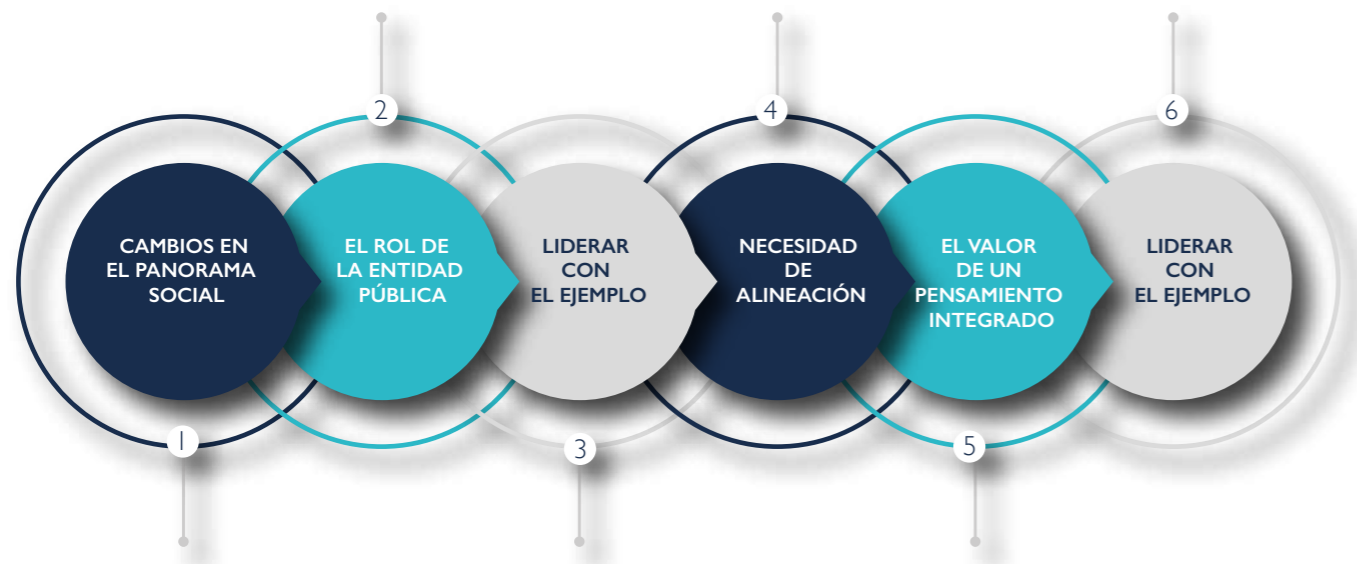 2
4
6
CAMBIOS EN
EL PANORAMA
SOCIAL
EL ROL DE
LA ENTIDAD
PÚBLICA
LIDERAR
CON
EL EJEMPLO
NECESIDAD
DE
ALINEACIÓN
EL VALOR
DE UN
PENSAMIENTO
INTEGRADO
LIDERAR
CON
EL EJEMPLO
1
3
5